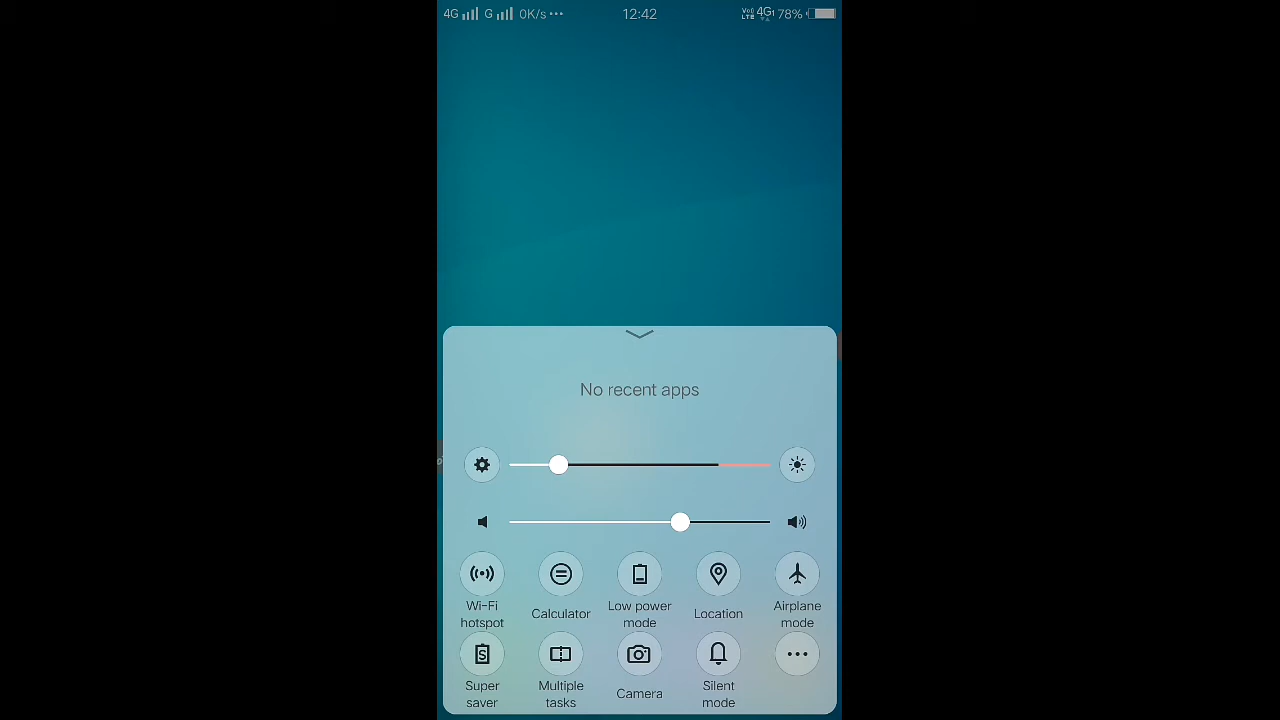 4G G 0K/s ··· 12:42 VoLTE 4G 78%
No recent apps
Wi-Fi hotspot
Calculator
Low power mode
Location
Airplane mode
Super saver
Multiple tasks
Camera
Silent mode